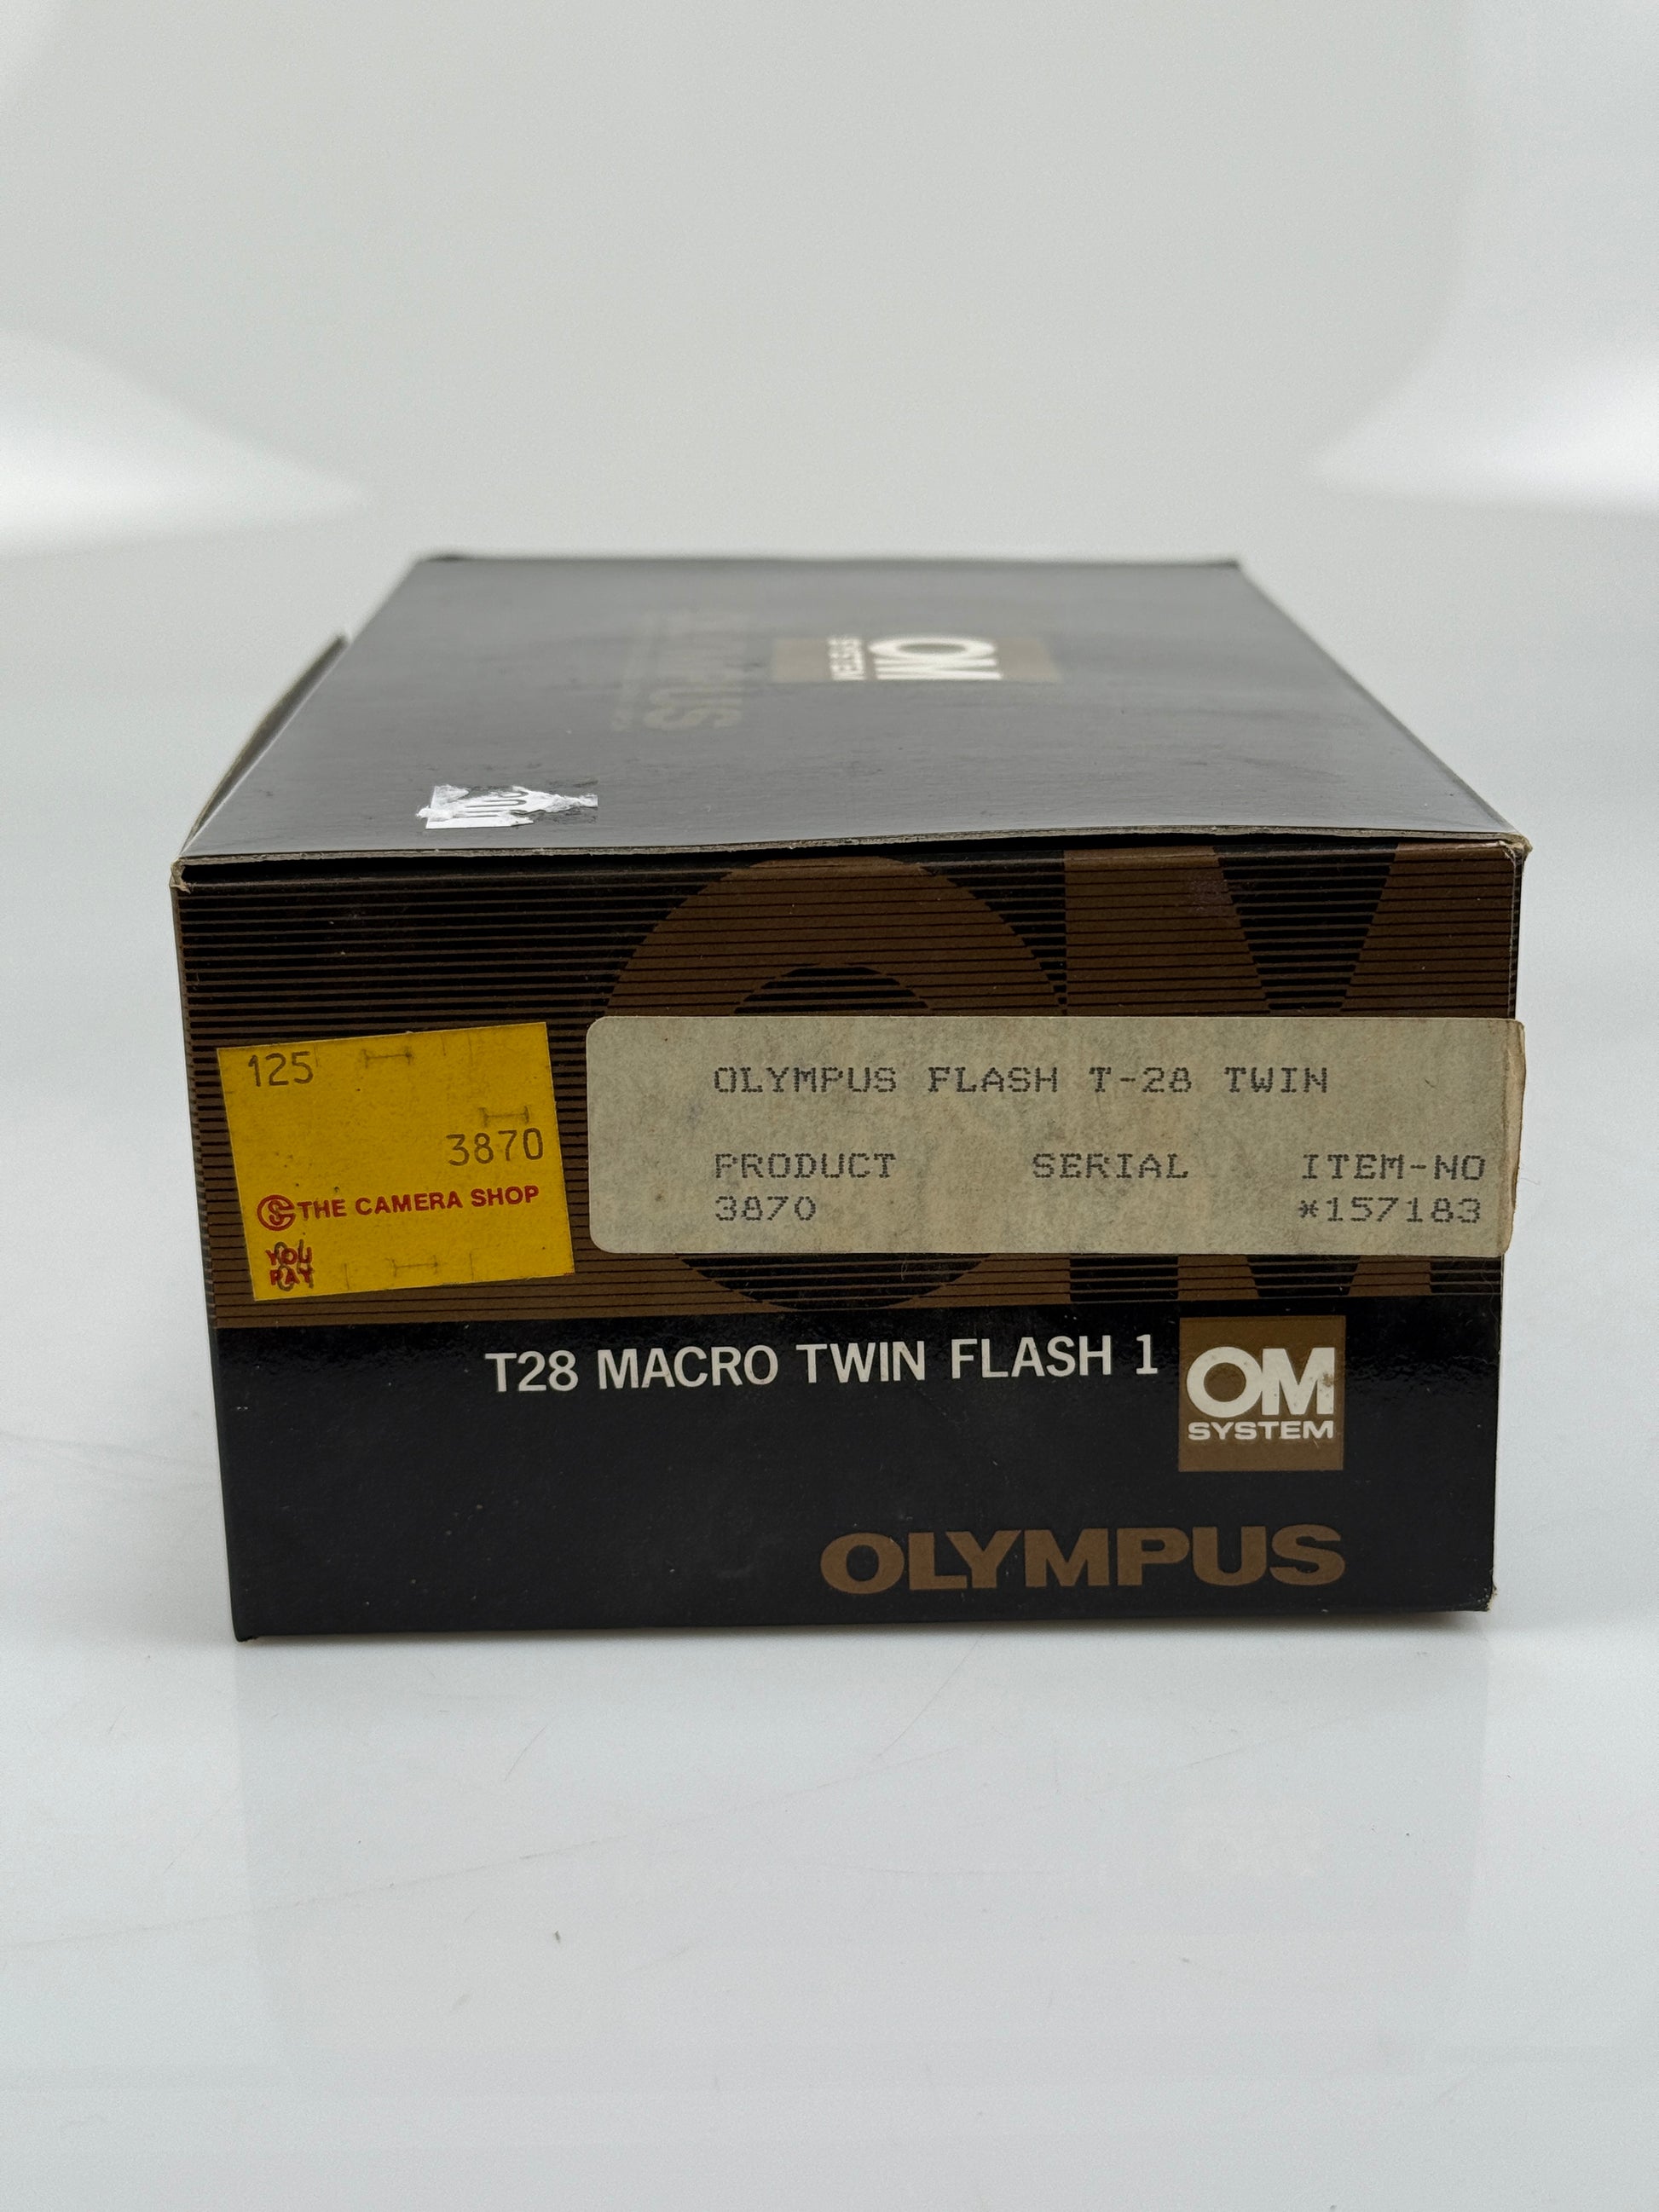 OM
SYSTEM
125
3870
THE CAMERA SHOP
YOU
PAY
OLYMPUS FLASH T-28 TWIN
PRODUCT SERIAL ITEM-NO
3870 *157183
T28 MACRO TWIN FLASH 1
OM
SYSTEM
OLYMPUS